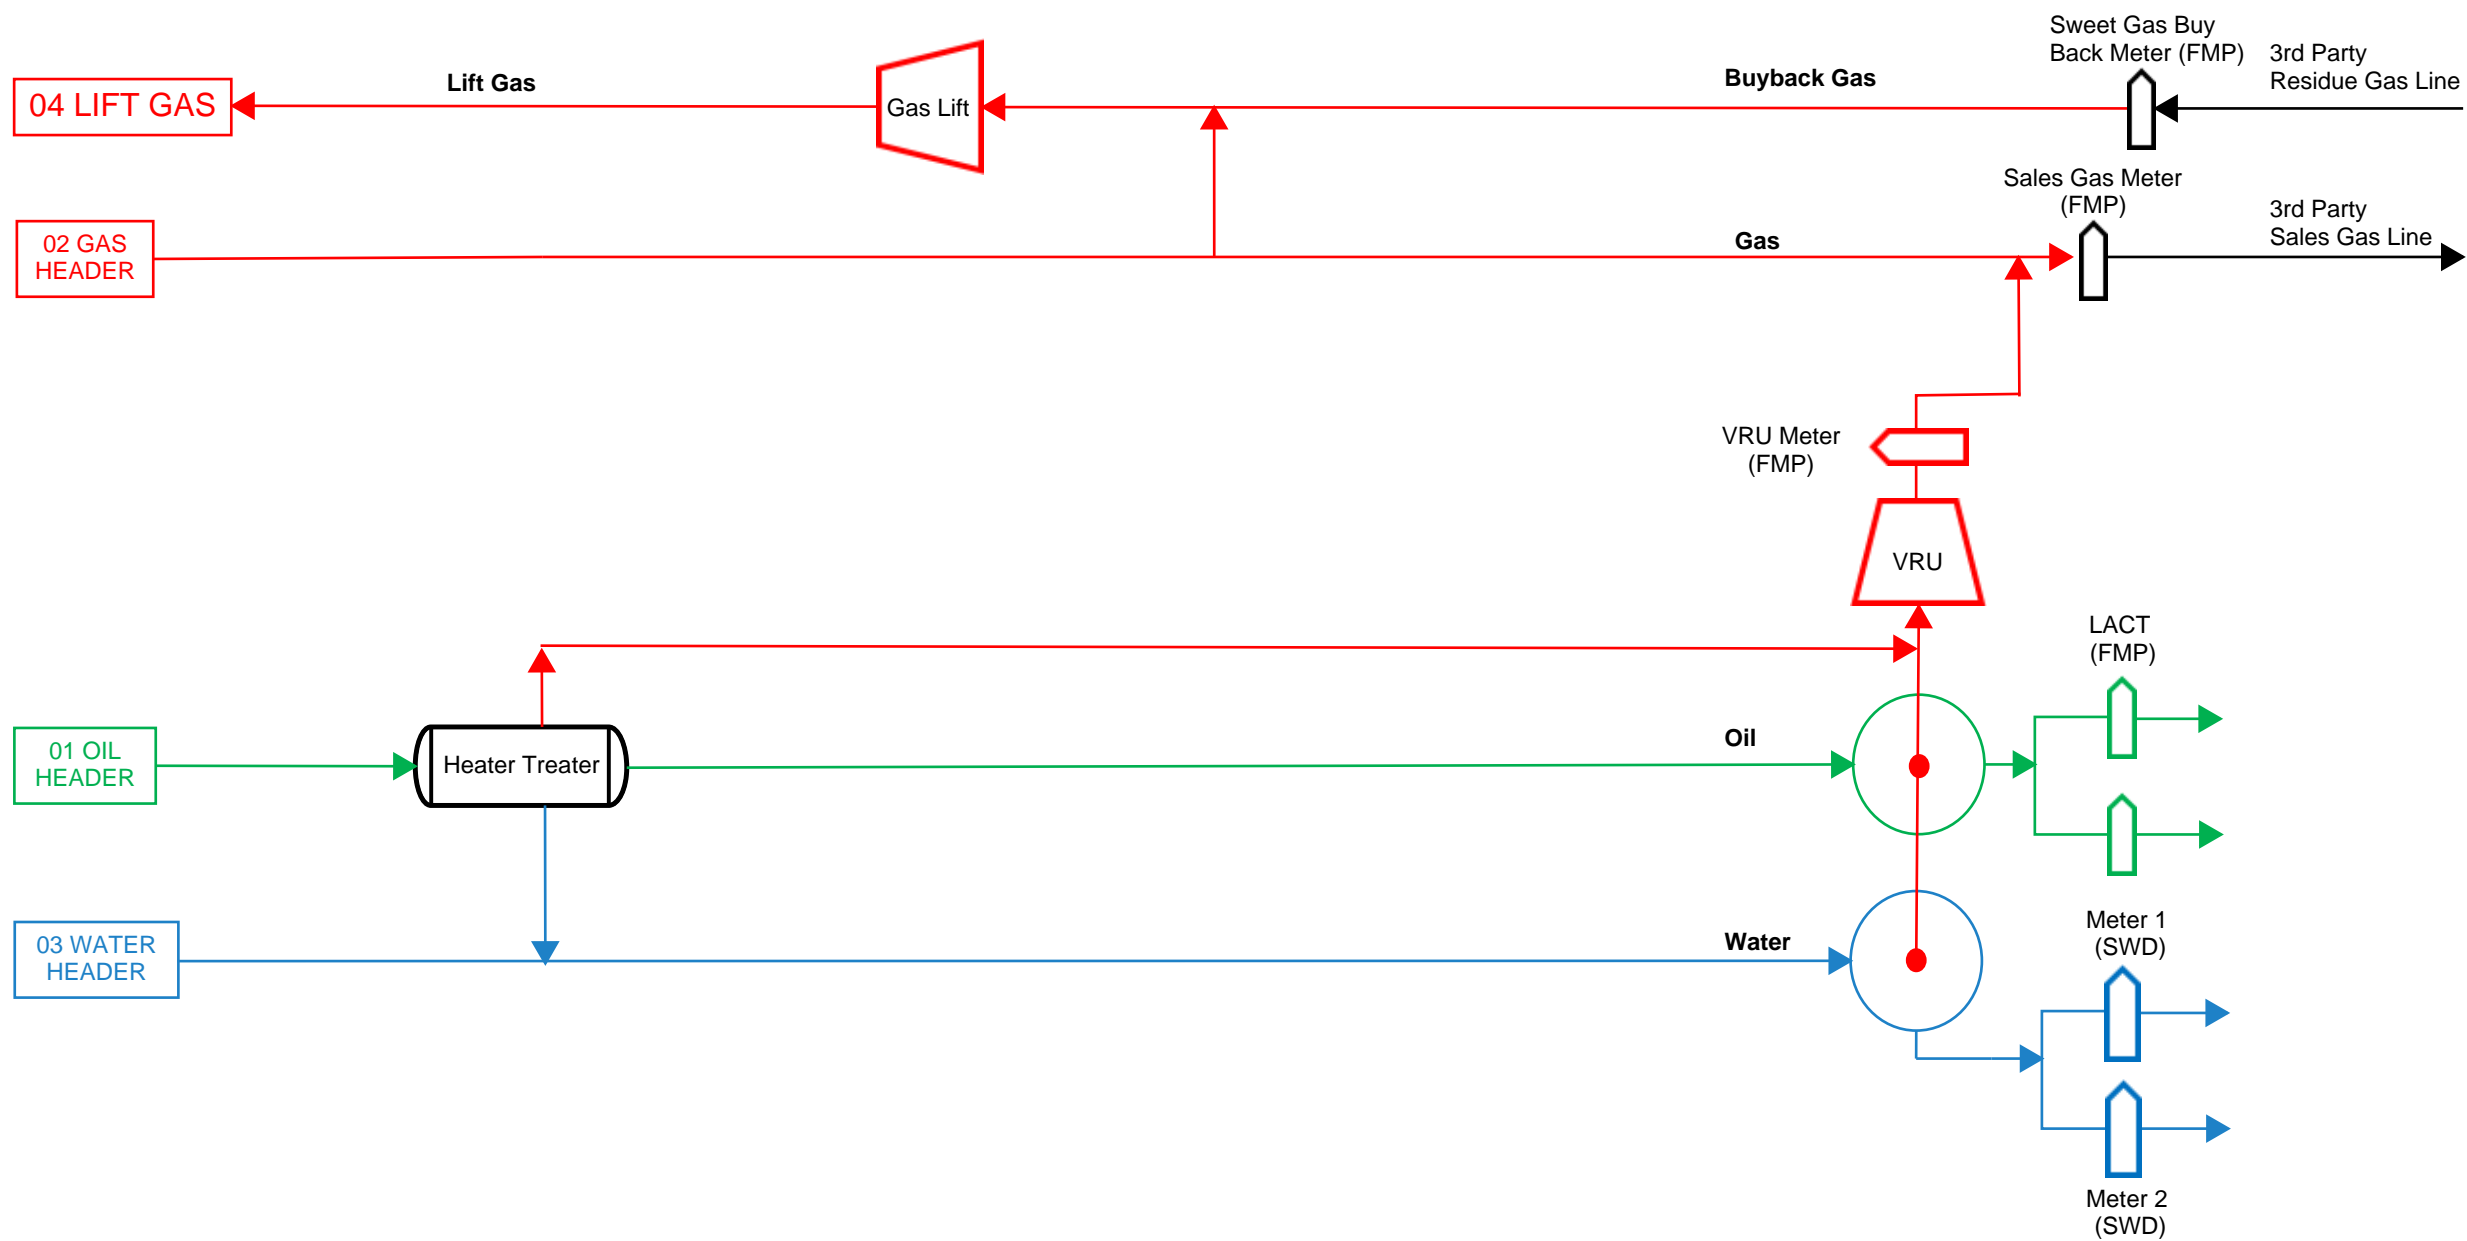 Sweet Gas Buy
Back Meter (FMP)
3rd Party
Residue Gas Line
Lift Gas
Buyback Gas
04 LIFT GAS
Gas Lift
Sales Gas Meter
(FMP)
3rd Party
Sales Gas Line
02 GAS
HEADER
Gas
VRU Meter
(FMP)
VRU
LACT
(FMP)
01 OIL
HEADER
Heater Treater
Oil
Meter 1
(SWD)
03 WATER
HEADER
Water
Meter 2
(SWD)